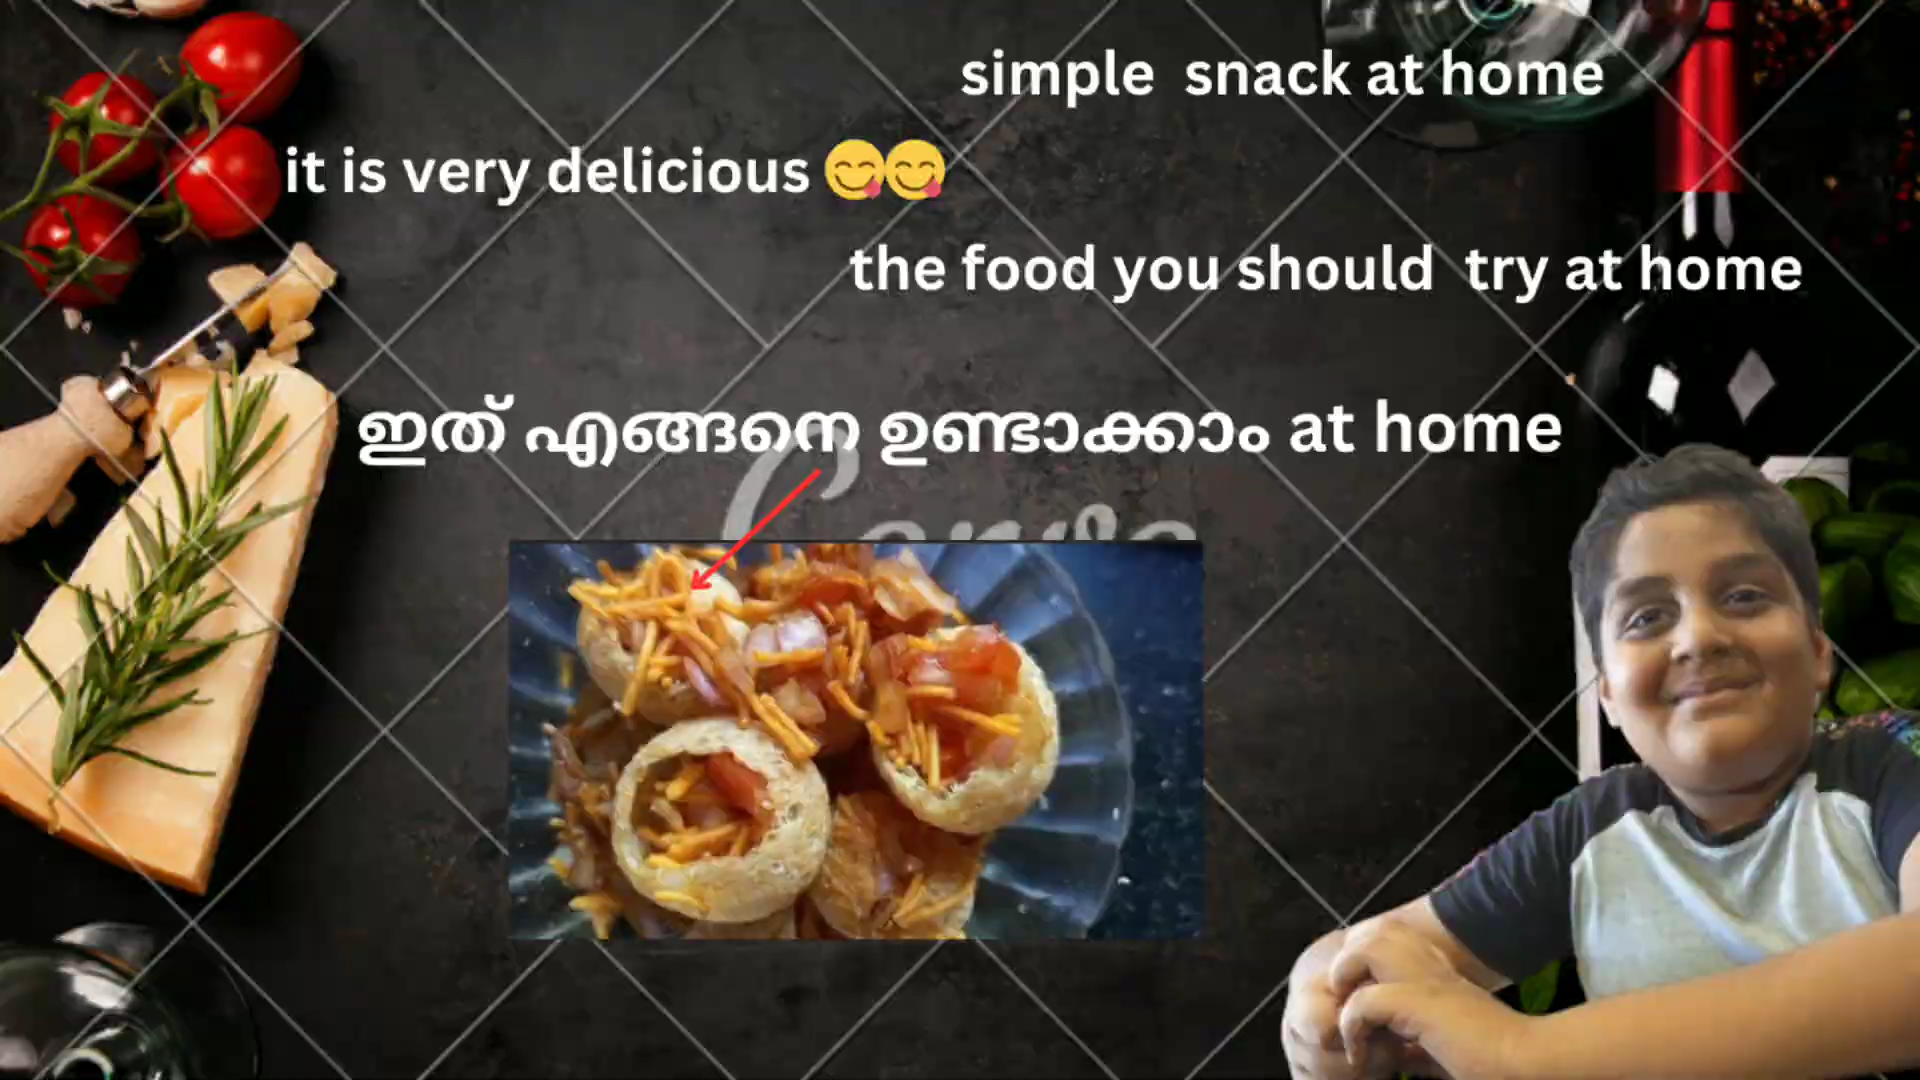 simple snack at home
it is very delicious 😋😋
the food you should try at home
ഇത് എങ്ങനെ ഉണ്ടാക്കാം at home